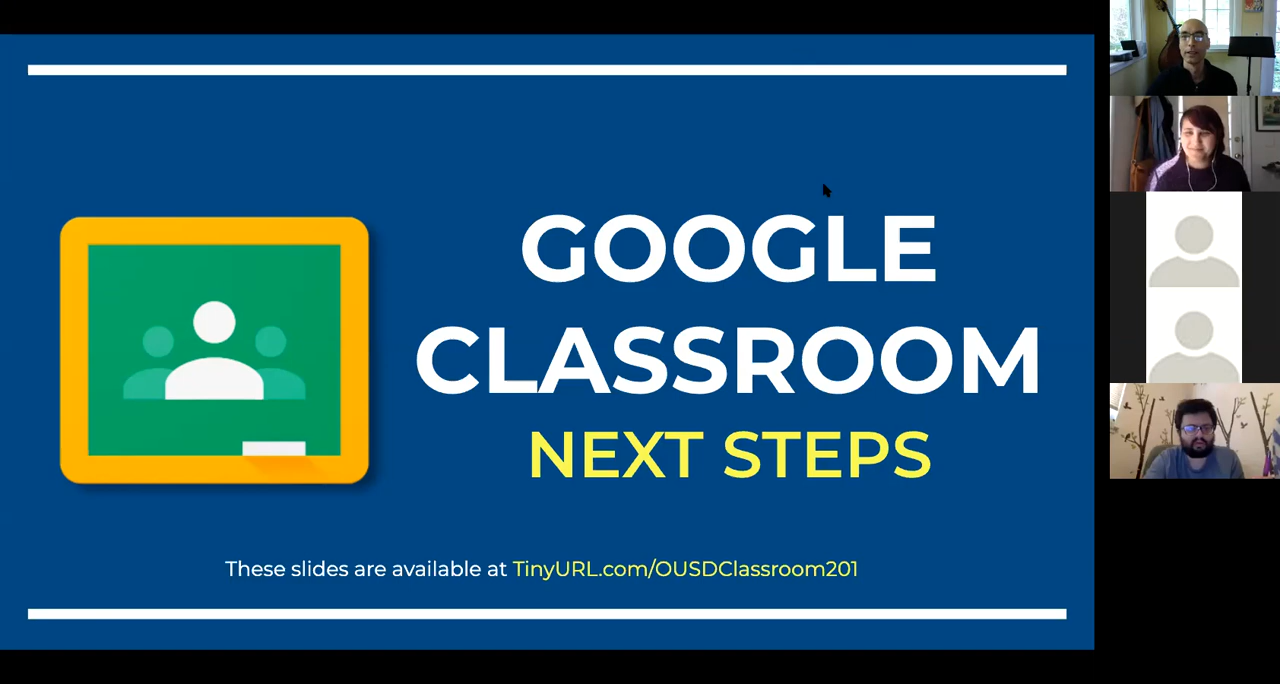 GOOGLE
CLASSROOM
NEXT STEPS
These slides are available at TinyURL.com/OUSDClassroom201